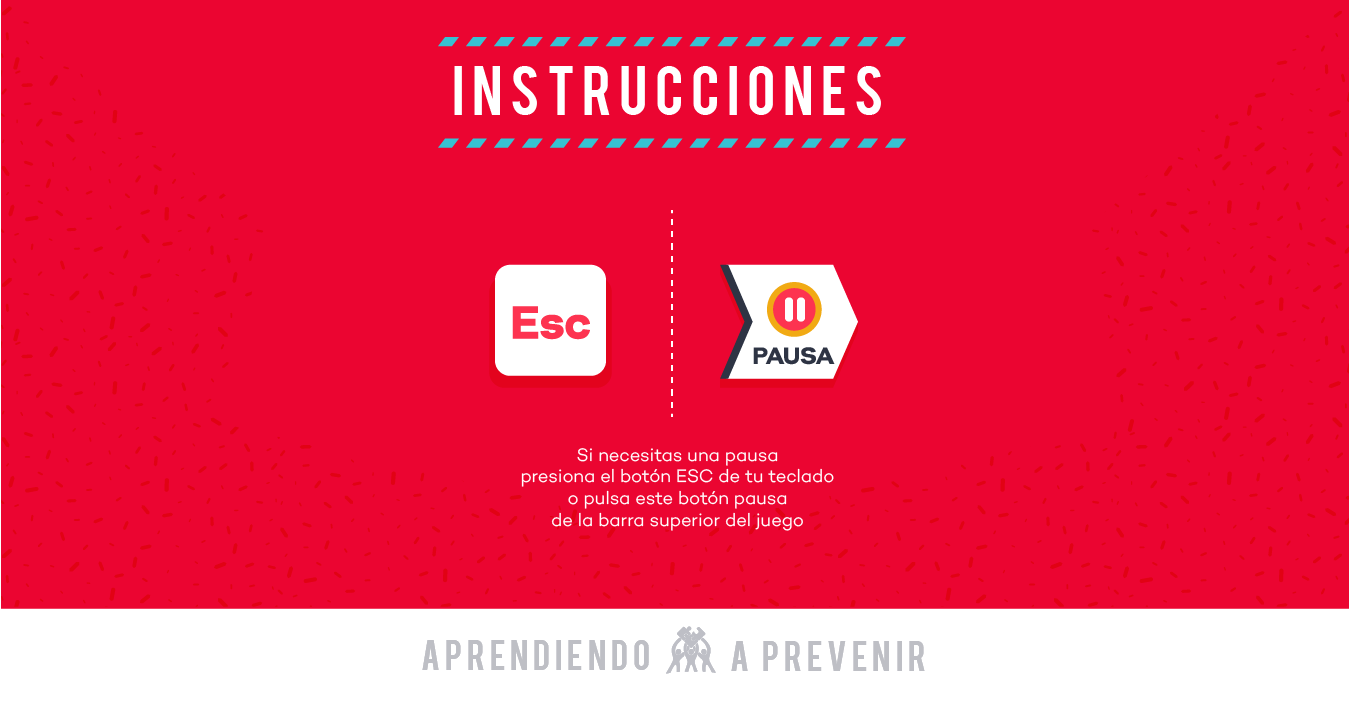 INSTRUCCIONES
Esc
PAUSA
Si necesitas una pausa
presiona el botón ESC de tu teclado
o pulsa este botón pausa
de la barra superior del juego
APRENDIENDO A PREVENIR